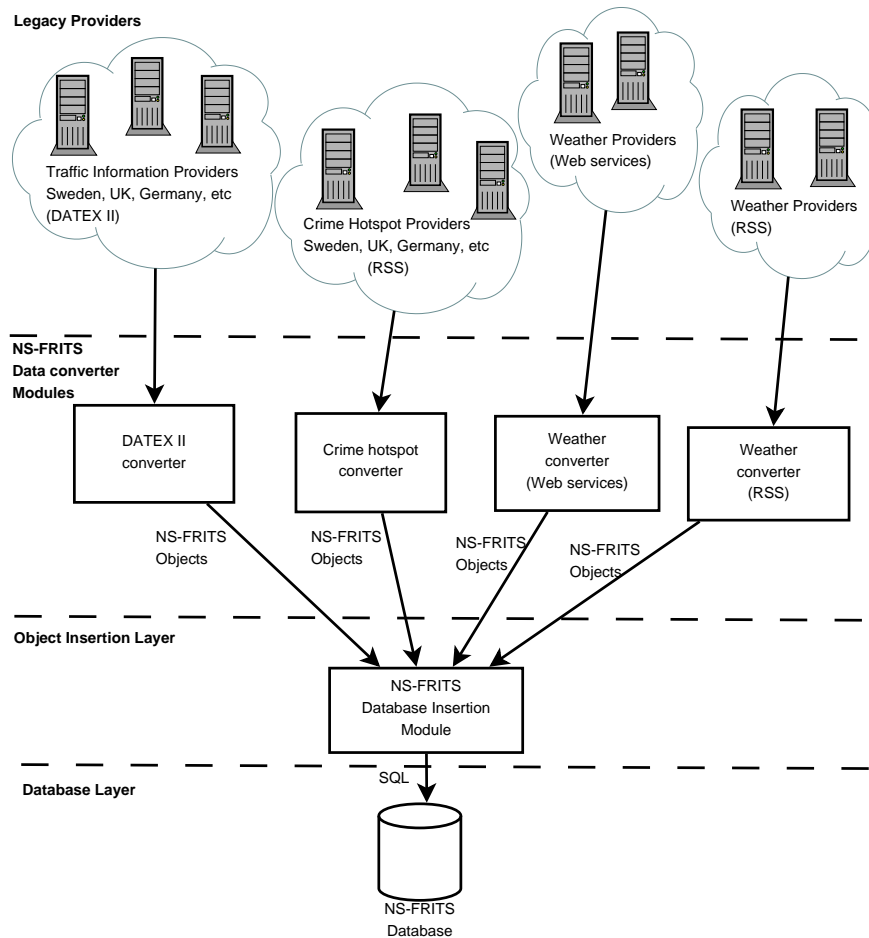 Legacy Providers
Traffic Information Providers
Sweden, UK, Germany, etc
(DATEX II)
Crime Hotspot Providers
Sweden, UK, Germany, etc
(RSS)
Weather Providers
(Web services)
Weather Providers
(RSS)
NS-FRITS
Data converter
Modules
DATEX II
converter
Crime hotspot
converter
Weather
converter
(Web services)
Weather
converter
(RSS)
NS-FRITS
Objects
NS-FRITS
Objects
NS-FRITS
Objects
NS-FRITS
Objects
Object Insertion Layer
NS-FRITS
Database Insertion
Module
SQL
Database Layer
NS-FRITS
Database